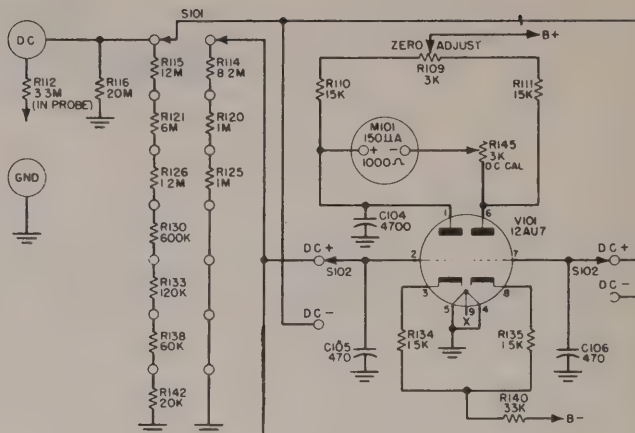 S101
B+
DC
ZERO ADJUST
R109
3K
R112
3.3M
(IN PROBE)
R116
20M
R115
12M
R114
8.2M
R110
15K
R111
15K
M101
150µA
+ -
1000Ω
R145
3K
DC CAL
R121
6M
R120
1M
R126
1.2M
R125
1M
GND
C104
4700
1
6
V101
12AU7
R130
600K
DC+
S102
2
7
DC+
S102
R133
120K
3
5
9
4
8
X
DC-
DC-
R138
60K
C105
470
R134
1.5K
R135
1.5K
C106
470
R142
20K
R140
33K
B-